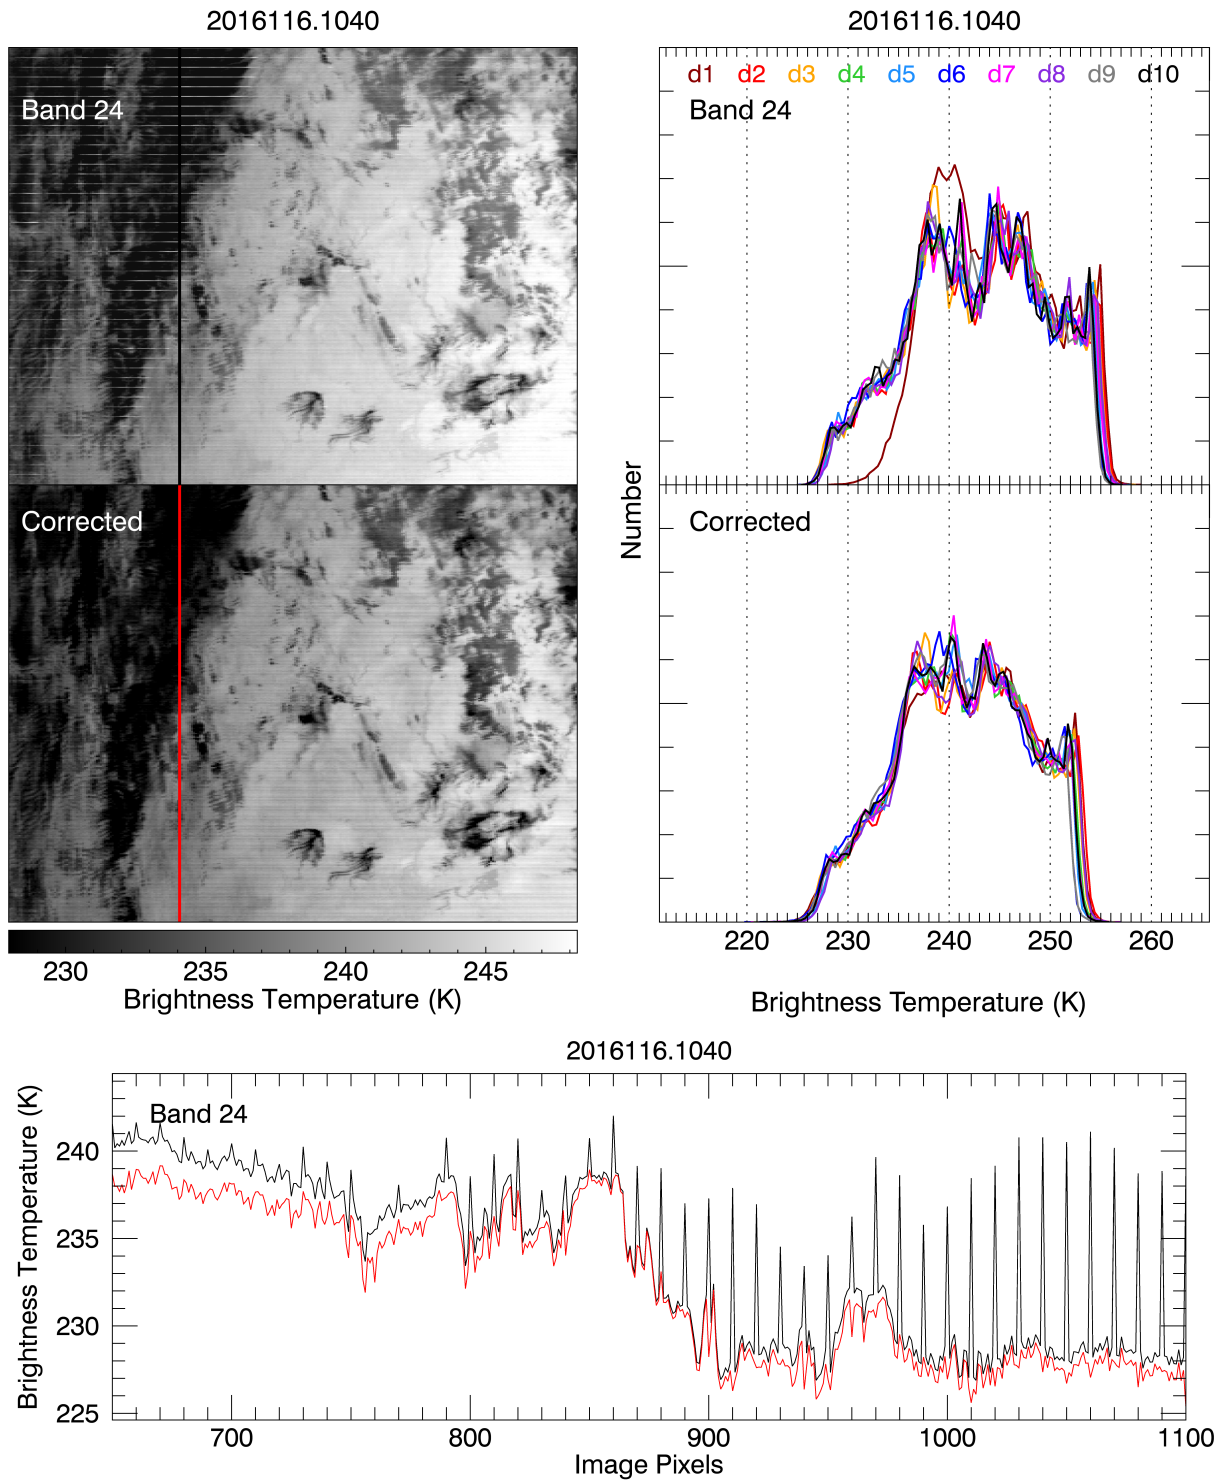 2016116.1040
Band 24
Corrected
230 235 240 245
Brightness Temperature (K)
2016116.1040
d1 d2 d3 d4 d5 d6 d7 d8 d9 d10
Band 24
Number
Corrected
220 230 240 250 260
Brightness Temperature (K)
2016116.1040
Band 24
Brightness Temperature (K)
240
235
230
225
700 800 900 1000 1100
Image Pixels